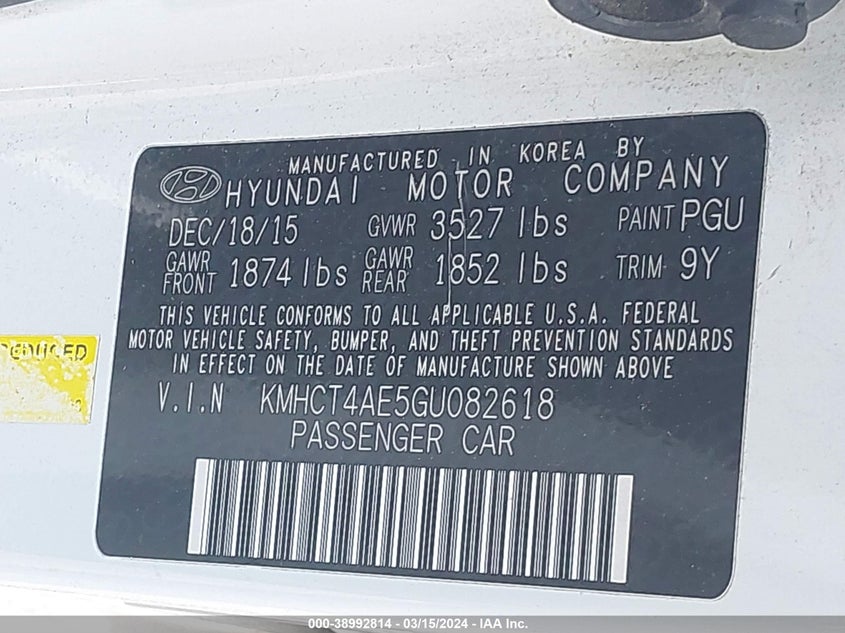 MANUFACTURED IN KOREA BY
HYUNDAI MOTOR COMPANY
DEC/18/15 GVWR 3527 lbs PAINT PGU
GAWR FRONT 1874 lbs GAWR REAR 1852 lbs TRIM 9Y
THIS VEHICLE CONFORMS TO ALL APPLICABLE U.S.A. FEDERAL
MOTOR VEHICLE SAFETY, BUMPER, AND THEFT PREVENTION STANDARDS
IN EFFECT ON THE DATE OF MANUFACTURE SHOWN ABOVE
V.I.N KMHCT4AE5GU082618
PASSENGER CAR
REDUCED
000-38992814 - 03/15/2024 - IAA Inc.